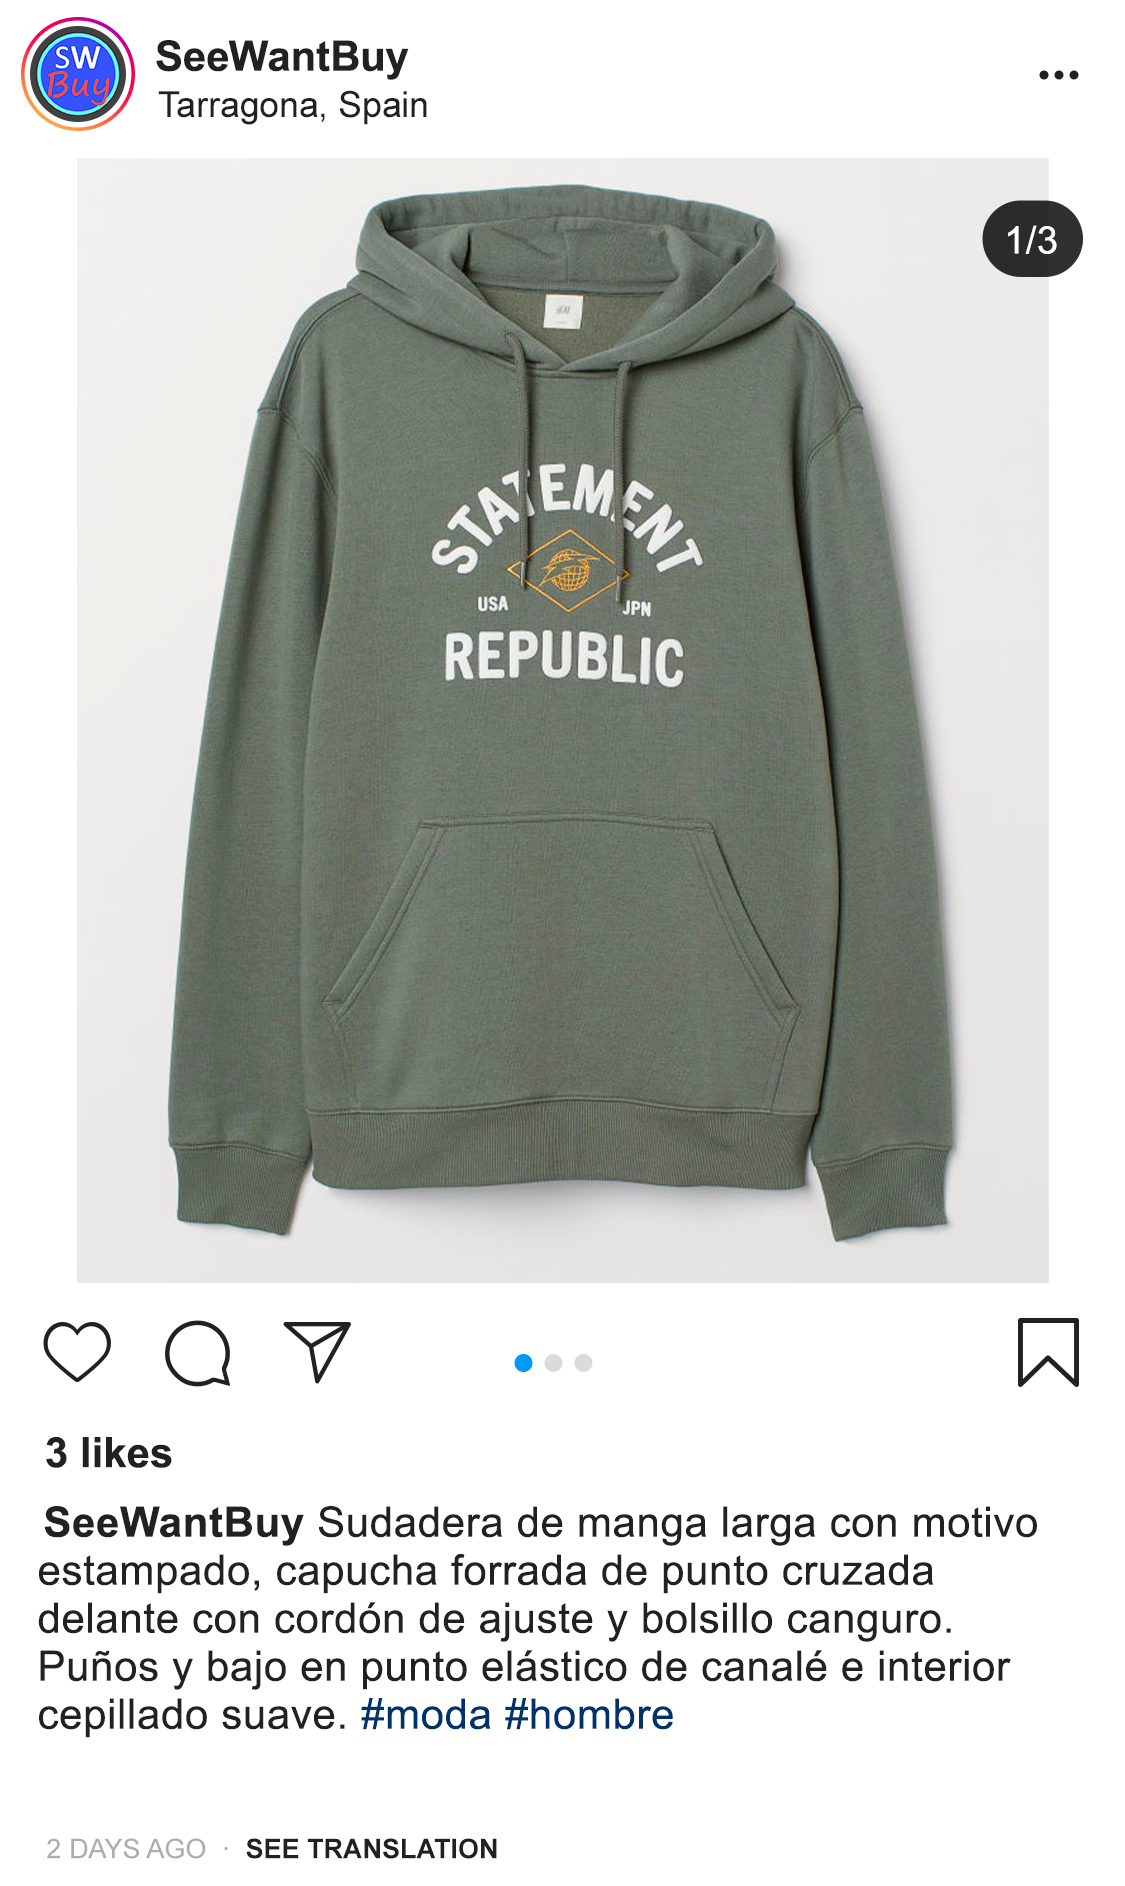 SW
Buy
SeeWantBuy
Tarragona, Spain
1/3
H&M
STATEMENT
USA JPN
REPUBLIC
3 likes
SeeWantBuy Sudadera de manga larga con motivo
estampado, capucha forrada de punto cruzada
delante con cordón de ajuste y bolsillo canguro.
Puños y bajo en punto elástico de canalé e interior
cepillado suave. #moda #hombre
2 DAYS AGO · SEE TRANSLATION